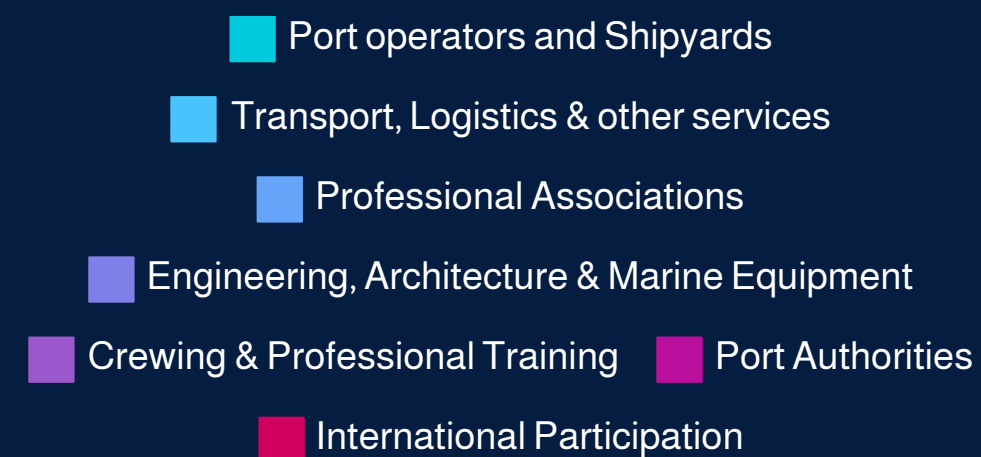 Port operators and Shipyards
Transport, Logistics & other services
Professional Associations
Engineering, Architecture & Marine Equipment
Crewing & Professional Training Port Authorities
International Participation